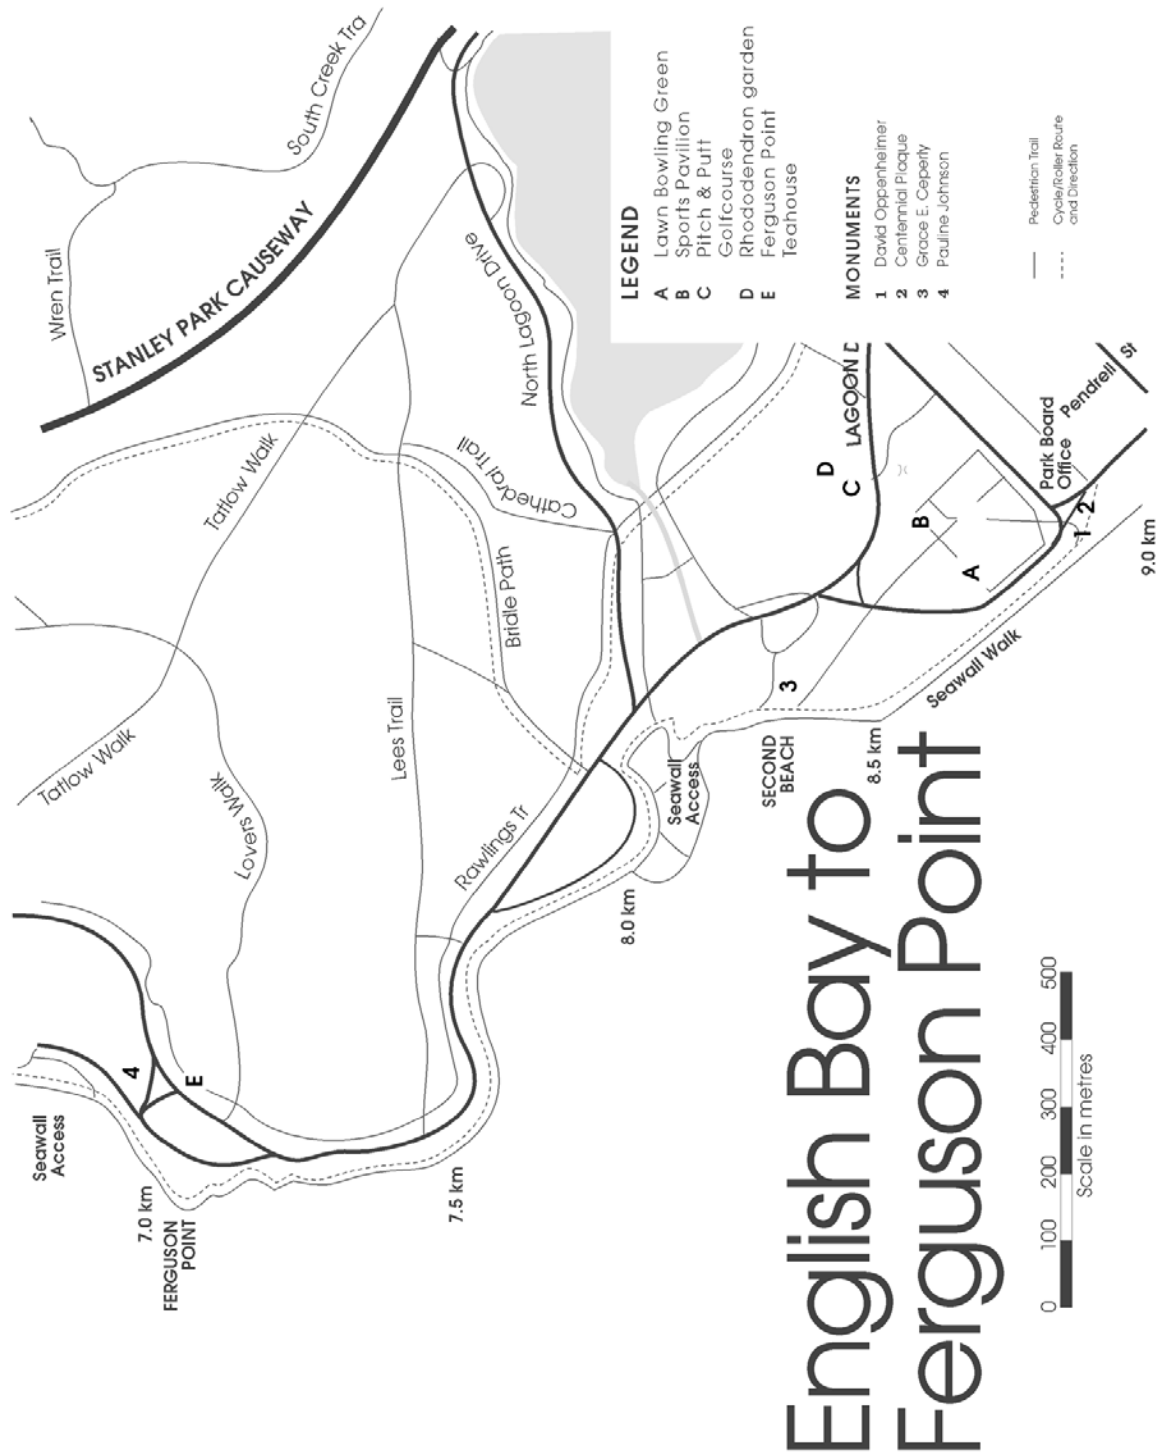 English Bay to
Ferguson Point
0 100 200 300 400 500
Scale in metres
LEGEND
A Lawn Bowling Green
B Sports Pavilion
C Pitch & Putt
Golfcourse
D Rhododendron garden
E Ferguson Point
Teahouse
MONUMENTS
1 David Oppenheimer
2 Centennial Plaque
3 Grace E. Ceperly
4 Pauline Johnson
Pedestrian Trail
Cycle/Roller Route
and Direction
Wren Trail
South Creek Tra
STANLEY PARK CAUSEWAY
Tatlow Walk
Tatlow Walk
North Lagoon Drive
Cathedral Trail
Bridle Path
Lees Trail
Lovers Walk
Rawlings Tr
Seawall
Access
4
E
7.0 km
FERGUSON
POINT
7.5 km
8.0 km
Seawall
Access
SECOND
BEACH
3
8.5 km
Seawall Walk
9.0 km
D
C
LAGOON D
B
A
1
2
Park Board
Office
Pendrell St